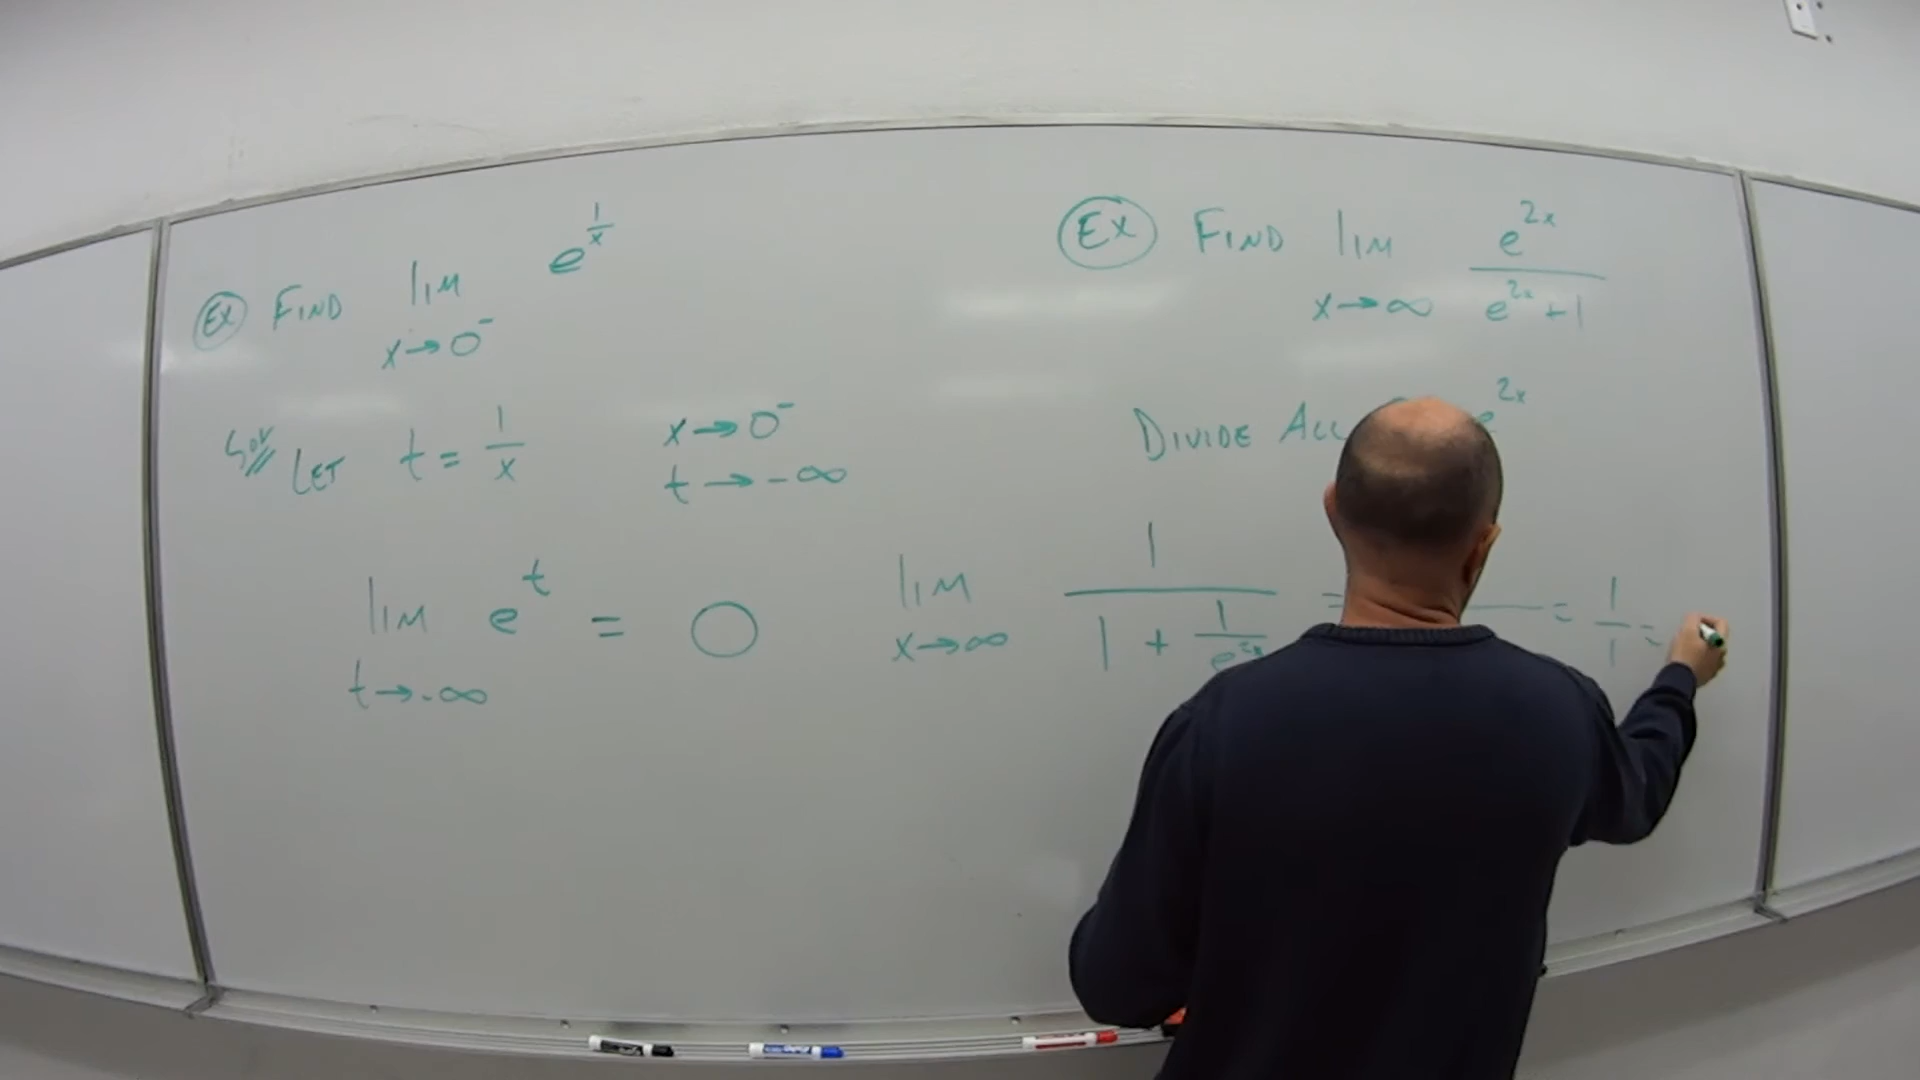 Ex FIND lim e^{1/x}
x→0⁻
Sol LET t = 1/x x→0⁻
t→-∞
lim e^t = 0
t→-∞
Ex FIND lim e^{2x}/(e^{2x}+1)
x→∞
DIVIDE ALL e^{2x}
lim 1/(1 + 1/e^{2x}) = = 1/1 =
x→∞